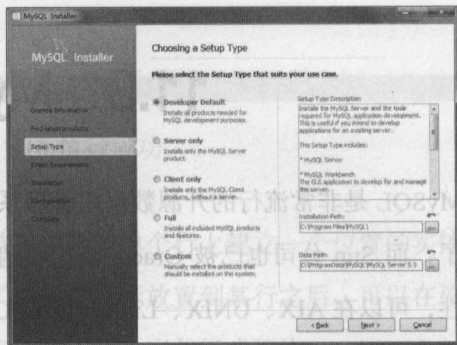 MySQL Installer
MySQL Installer
Choosing a Setup Type
Please select the Setup Type that suits your use case.
License Information
Setup Type
Check Requirements
Installation
Configuration
Complete
Developer Default
Installs all products needed for
MySQL development purposes.
Server only
Installs only the MySQL Server
product.
Client only
Installs only the MySQL Client
products, without a server.
Full
Installs all included MySQL products
and features.
Custom
Manually select the products that
should be installed on the system.
Setup Type Description
Installs the MySQL Server and the tools
required for MySQL application development.
This is useful if you intend to develop
applications for an existing server.
This Setup Type includes:
* MySQL Server
* MySQL Workbench
The GUI application to develop for and manage
the server.
Installation Path:
C:\Program Files\MySQL\
...
Data Path:
C:\ProgramData\MySQL\MySQL Server 5.5
...
< Back
Next >
Cancel